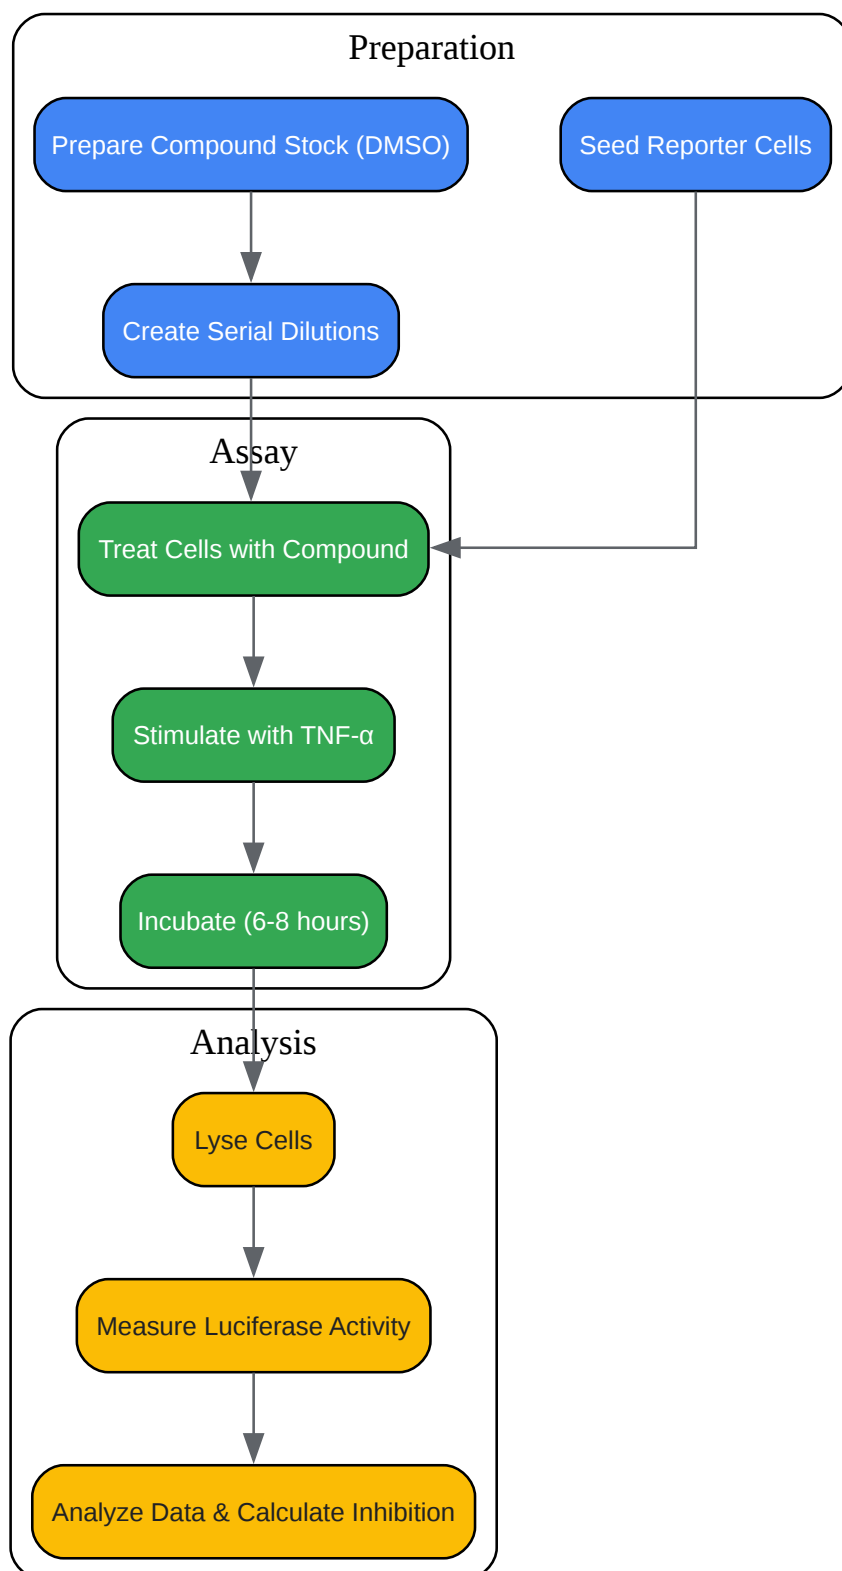 Preparation
Prepare Compound Stock (DMSO)
Seed Reporter Cells
Create Serial Dilutions
Assay
Treat Cells with Compound
Stimulate with TNF-α
Incubate (6-8 hours)
Analysis
Lyse Cells
Measure Luciferase Activity
Analyze Data & Calculate Inhibition